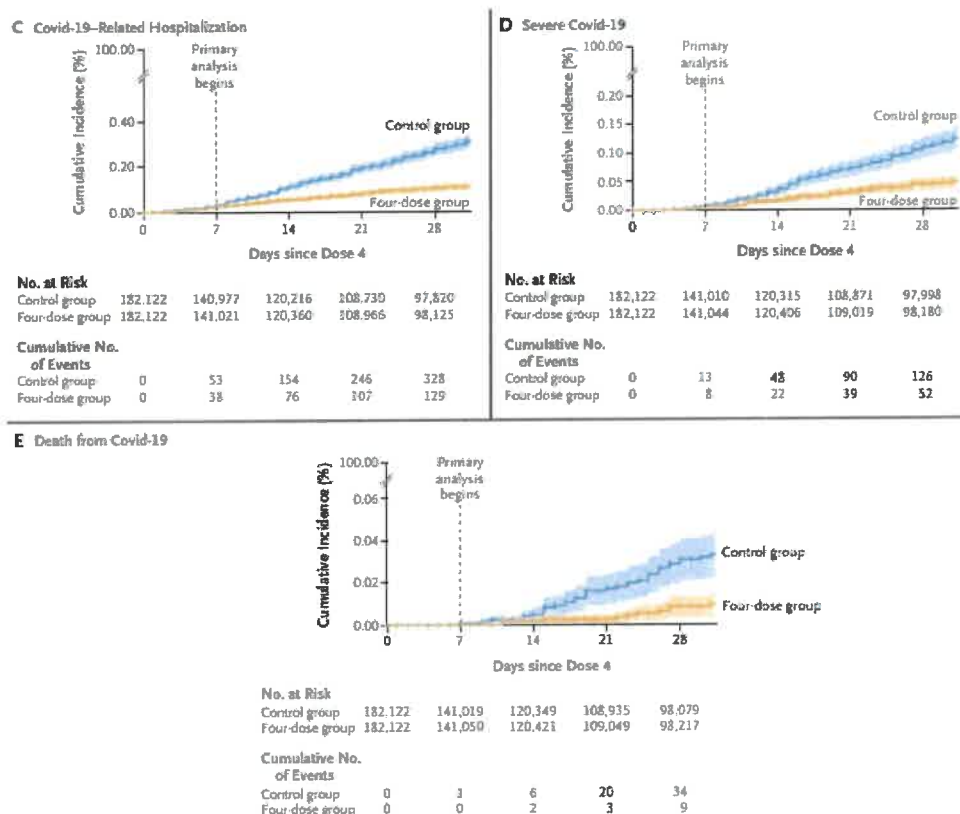 C Covid-19–Related Hospitalization
100.00
Primary
analysis
begins
Cumulative Incidence (%)
0.40
0.20
0.00
Control group
Four-dose group
0 7 14 21 28
Days since Dose 4
No. at Risk
Control group 182,122 140,977 120,216 108,730 97,820
Four-dose group 182,122 141,021 120,360 108,966 98,125
Cumulative No.
of Events
Control group 0 53 154 246 328
Four-dose group 0 38 76 107 129
D Severe Covid-19
100.00
Primary
analysis
begins
Cumulative Incidence (%)
0.20
0.15
0.10
0.05
0.00
Control group
Four-dose group
0 7 14 21 28
Days since Dose 4
No. at Risk
Control group 182,122 141,010 120,315 108,871 97,998
Four-dose group 182,122 141,044 120,406 109,019 98,180
Cumulative No.
of Events
Control group 0 13 48 90 126
Four-dose group 0 8 22 39 52
E Death from Covid-19
100.00
Primary
analysis
begins
Cumulative Incidence (%)
0.06
0.04
0.02
0.00
Control group
Four-dose group
0 7 14 21 28
Days since Dose 4
No. at Risk
Control group 182,122 141,019 120,349 108,935 98,079
Four-dose group 182,122 141,050 120,421 109,049 98,217
Cumulative No.
of Events
Control group 0 6 20 34
Four-dose group 0 0 2 3 9